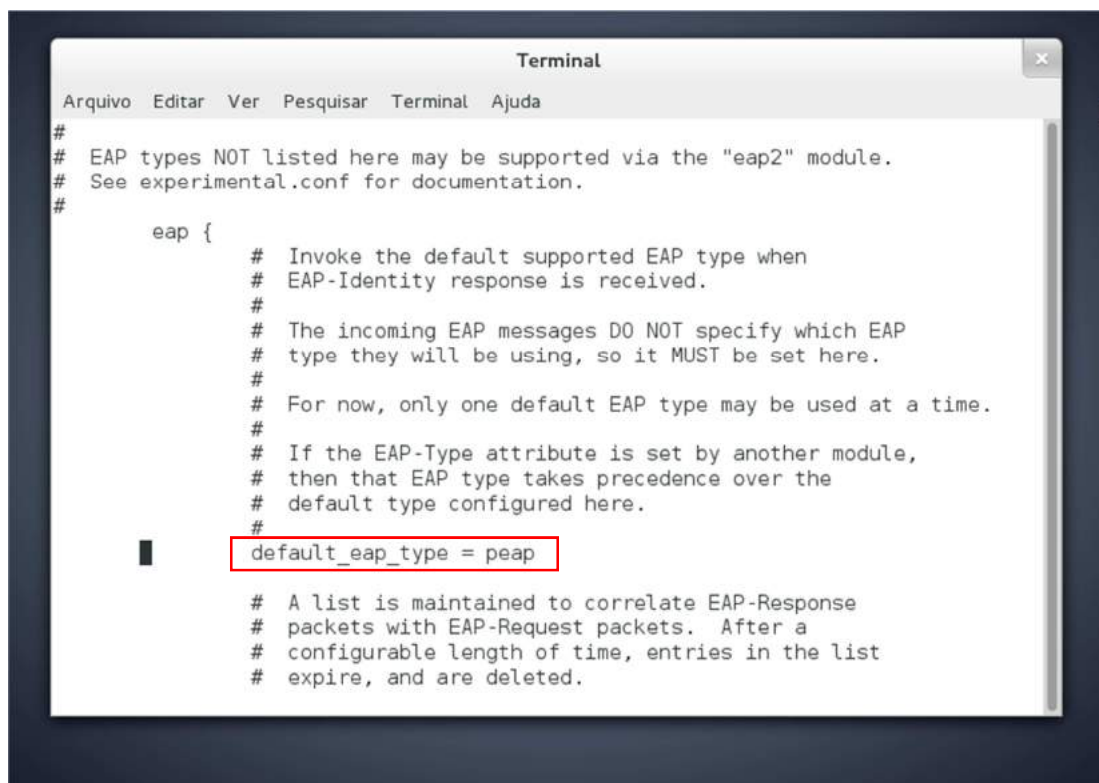 Terminal
×
Arquivo Editar Ver Pesquisar Terminal Ajuda
#
# EAP types NOT listed here may be supported via the "eap2" module.
# See experimental.conf for documentation.
#
eap {
# Invoke the default supported EAP type when
# EAP-Identity response is received.
#
# The incoming EAP messages DO NOT specify which EAP
# type they will be using, so it MUST be set here.
#
# For now, only one default EAP type may be used at a time.
#
# If the EAP-Type attribute is set by another module,
# then that EAP type takes precedence over the
# default type configured here.
#
default_eap_type = peap
# A list is maintained to correlate EAP-Response
# packets with EAP-Request packets. After a
# configurable length of time, entries in the list
# expire, and are deleted.